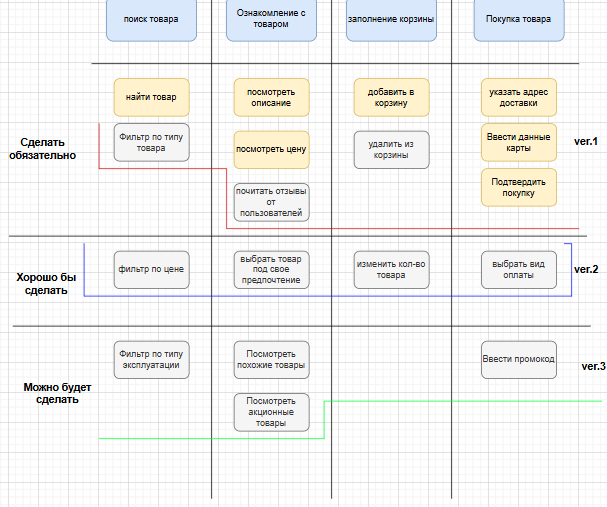 поиск товара
Ознакомление с
товаром
заполнение корзины
Покупка товара
найти товар
посмотреть
описание
добавить в
корзину
указать адрес
доставки
Сделать
обязательно
Фильтр по типу
товара
посмотреть цену
удалить из
корзины
Ввести данные
карты
ver.1
почитать отзывы
от
пользователей
Подтвердить
покупку
Хорошо бы
сделать
фильтр по цене
выбрать товар
под свое
предпочтение
изменить кол-во
товара
выбрать вид
оплаты
ver.2
Можно будет
сделать
Фильтр по типу
эксплуатации
Посмотреть
похожие товары
Ввести промокод
ver.3
Посмотреть
акционные
товары